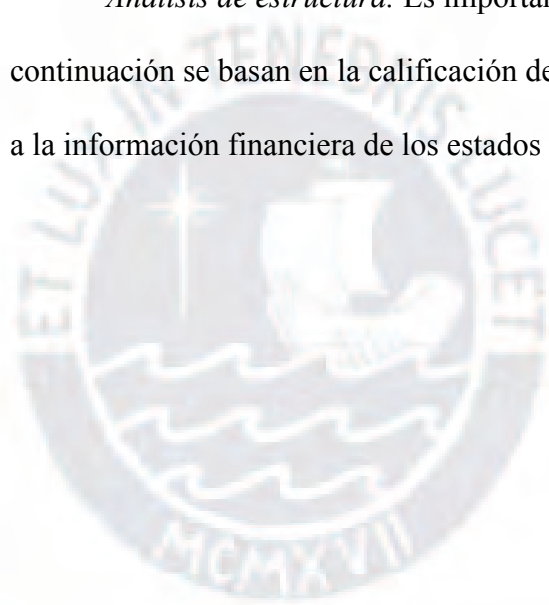 Análisis de estructura. Es importan
continuación se basan en la calificación de
a la información financiera de los estados
ET LUX IN TENEBRIS LUCET
MCMXVII